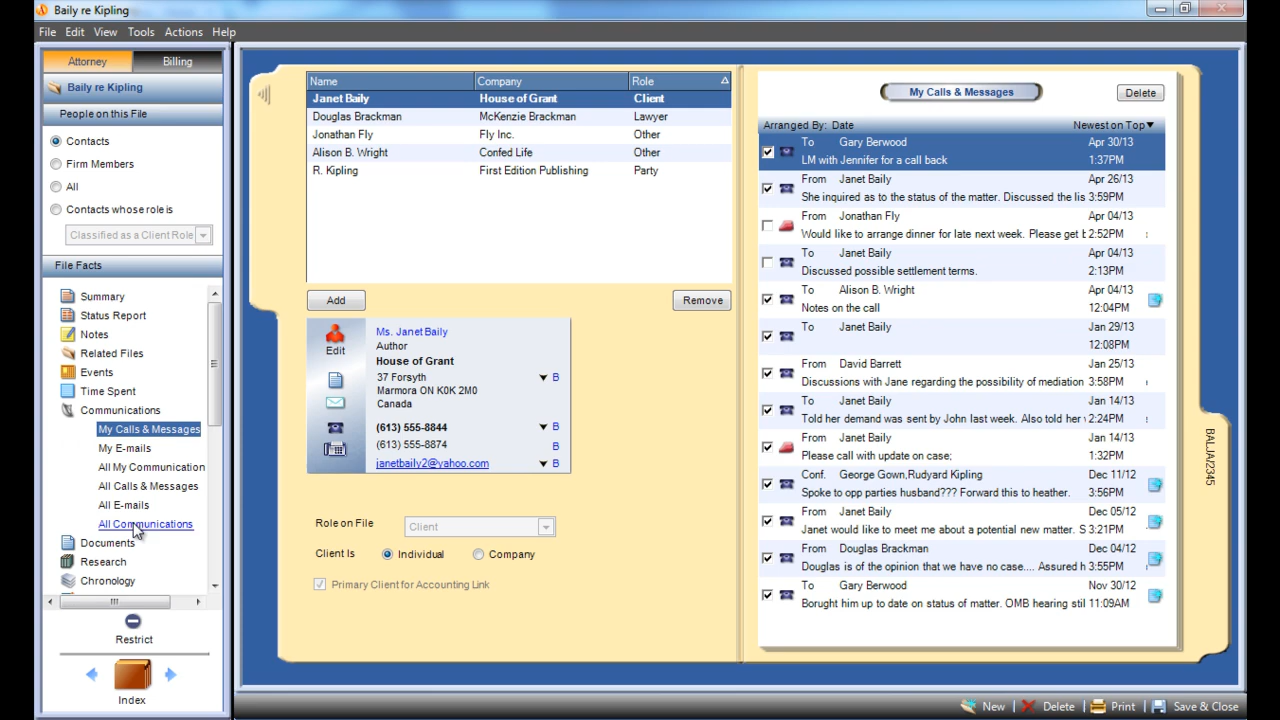 Baily re Kipling
File Edit View Tools Actions Help
Attorney Billing
Baily re Kipling
People on this File
Contacts
Firm Members
All
Contacts whose role is
Classified as a Client Role
File Facts
Summary
Status Report
Notes
Related Files
Events
Time Spent
Communications
My Calls & Messages
My E-mails
All My Communication
All Calls & Messages
All E-mails
All Communications
Documents
Research
Chronology
Restrict
Index
Name Company Role
Janet Baily House of Grant Client
Douglas Brackman McKenzie Brackman Lawyer
Jonathan Fly Fly Inc. Other
Alison B. Wright Confed Life Other
R. Kipling First Edition Publishing Party
Add Remove
Edit
Ms. Janet Baily
Author
House of Grant
37 Forsyth B
Marmora ON K0K 2M0
Canada
(613) 555-8844 B
(613) 555-8874 B
janetbaily2@yahoo.com B
Role on File Client
Client Is Individual Company
Primary Client for Accounting Link
My Calls & Messages Delete
Arranged By: Date Newest on Top
To Gary Berwood Apr 30/13
LM with Jennifer for a call back 1:37PM
From Janet Baily Apr 26/13
She inquired as to the status of the matter. Discussed the lis 3:59PM
From Jonathan Fly Apr 04/13
Would like to arrange dinner for late next week. Please get b 2:52PM
To Janet Baily Apr 04/13
Discussed possible settlement terms. 2:13PM
To Alison B. Wright Apr 04/13
Notes on the call 12:04PM
To Janet Baily Jan 29/13
12:08PM
From David Barrett Jan 25/13
Discussions with Jane regarding the possibility of mediation 3:58PM
To Janet Baily Jan 14/13
Told her demand was sent by John last week. Also told her 2:24PM
From Janet Baily Jan 14/13
Please call with update on case; 1:32PM
Conf. George Gown,Rudyard Kipling Dec 11/12
Spoke to opp parties husband??? Forward this to heather. 3:56PM
To Janet Baily Dec 05/12
Janet would like to meet me about a potential new matter. S 3:21PM
From Douglas Brackman Dec 04/12
Douglas is of the opinion that we have no case.... Assured h 3:55PM
To Gary Berwood Nov 30/12
Borught him up to date on status of matter. OMB hearing stil 11:09AM
BALJA/2345
New Delete Print Save & Close